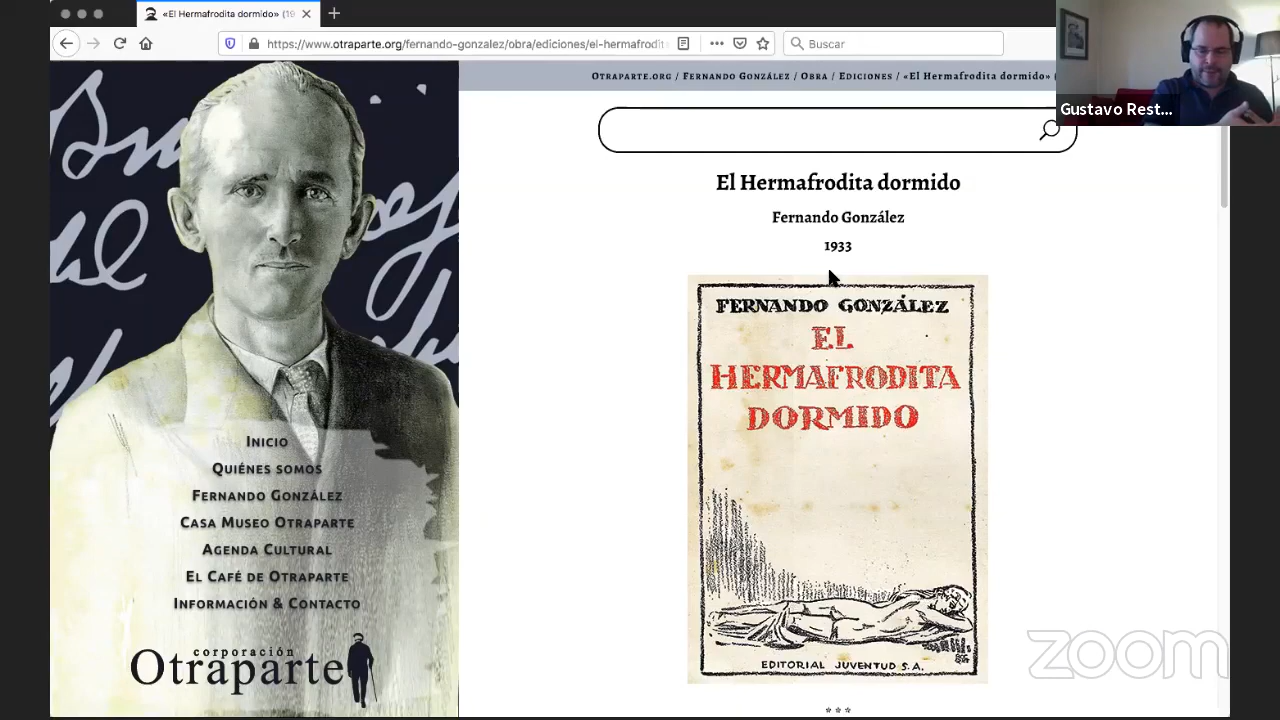 «El Hermafrodita dormido» (19
https://www.otraparte.org/fernando-gonzalez/obra/ediciones/el-hermafrodit
Buscar
Otraparte.org / Fernando González / Obra / Ediciones / «El Hermafrodita dormido» (
Gustavo Rest...
El Hermafrodita dormido
Fernando González
1933
FERNANDO GONZÁLEZ
EL
HERMAFRODITA
DORMIDO
EDITORIAL JUVENTUD S.A.
* * *
Inicio
Quiénes somos
Fernando González
Casa Museo Otraparte
Agenda Cultural
El Café de Otraparte
Información & Contacto
corporación
Otraparte
zoom